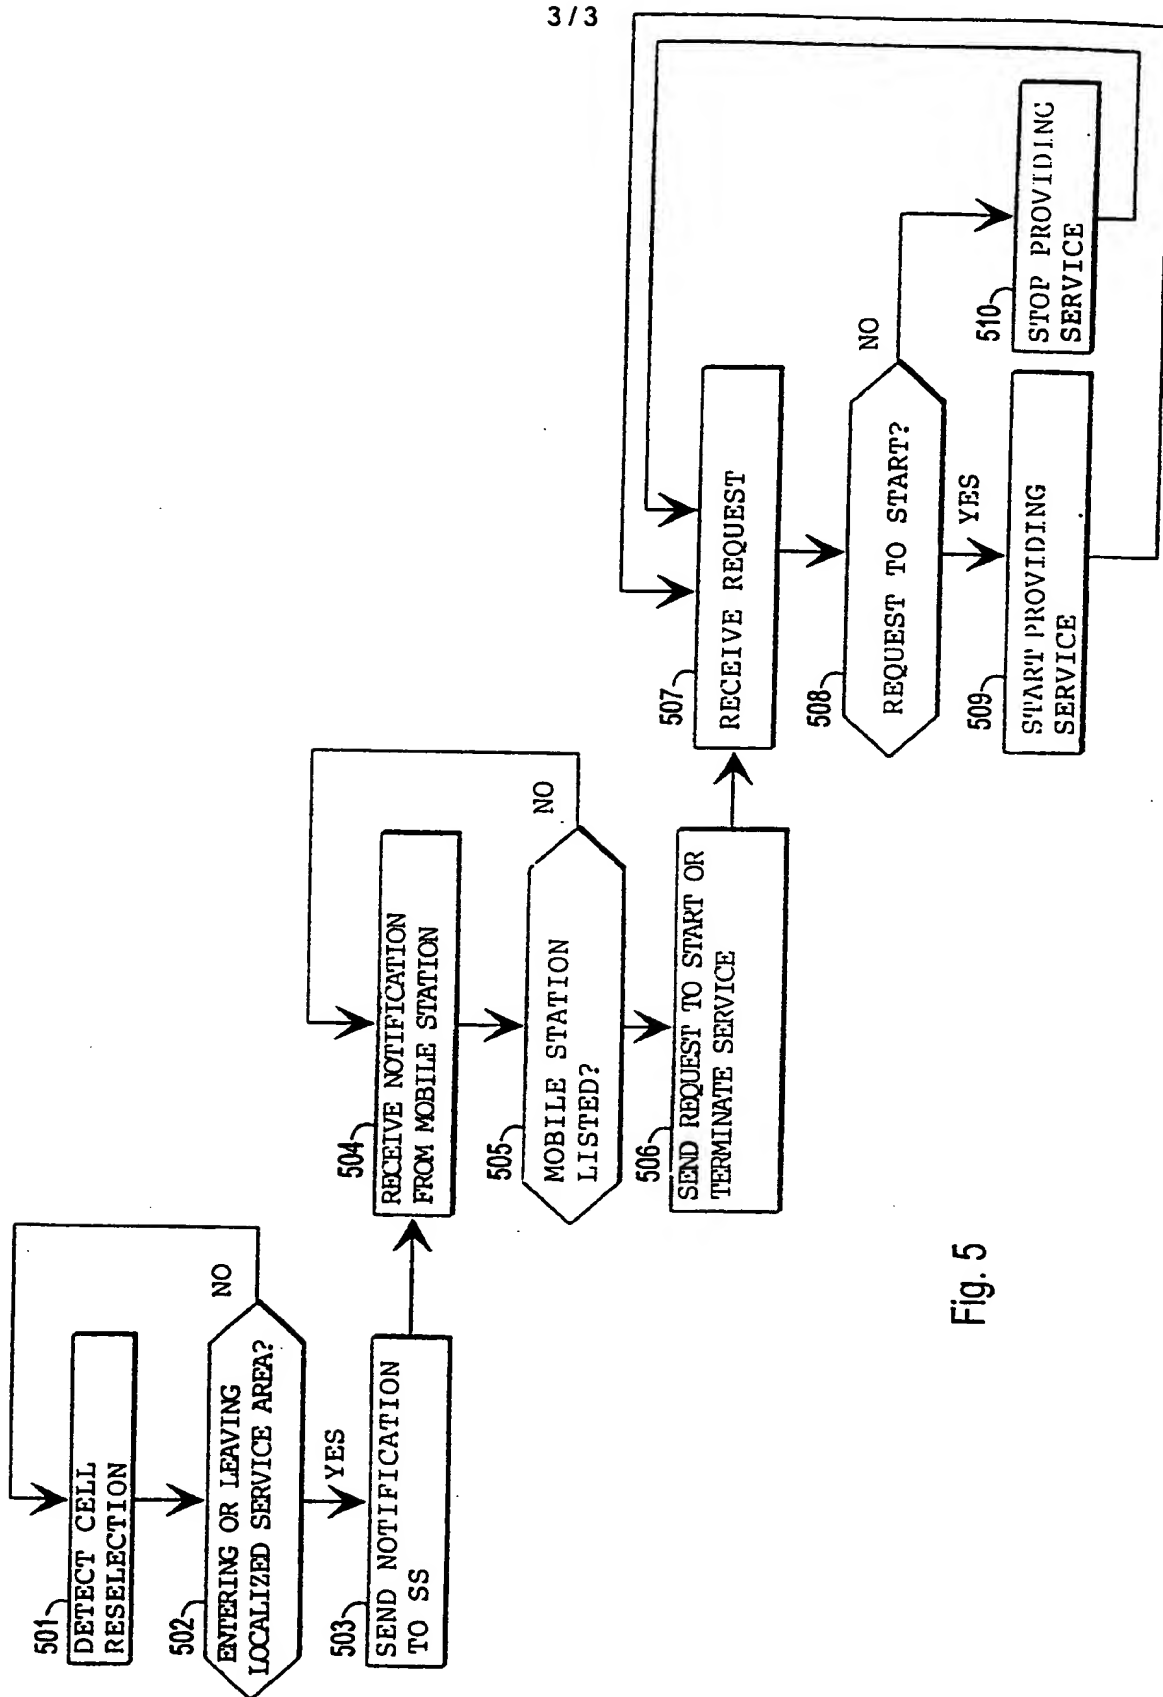 3/3
501
DETECT CELL
RESELECTION
502
ENTERING OR LEAVING
LOCALIZED SERVICE AREA?
NO
YES
503
SEND NOTIFICATION
TO SS
504
RECEIVE NOTIFICATION
FROM MOBILE STATION
505
MOBILE STATION
LISTED?
NO
506
SEND REQUEST TO START OR
TERMINATE SERVICE
507
RECEIVE REQUEST
508
REQUEST TO START?
NO
YES
509
START PROVIDING
SERVICE
510
STOP PROVIDING
SERVICE
Fig. 5